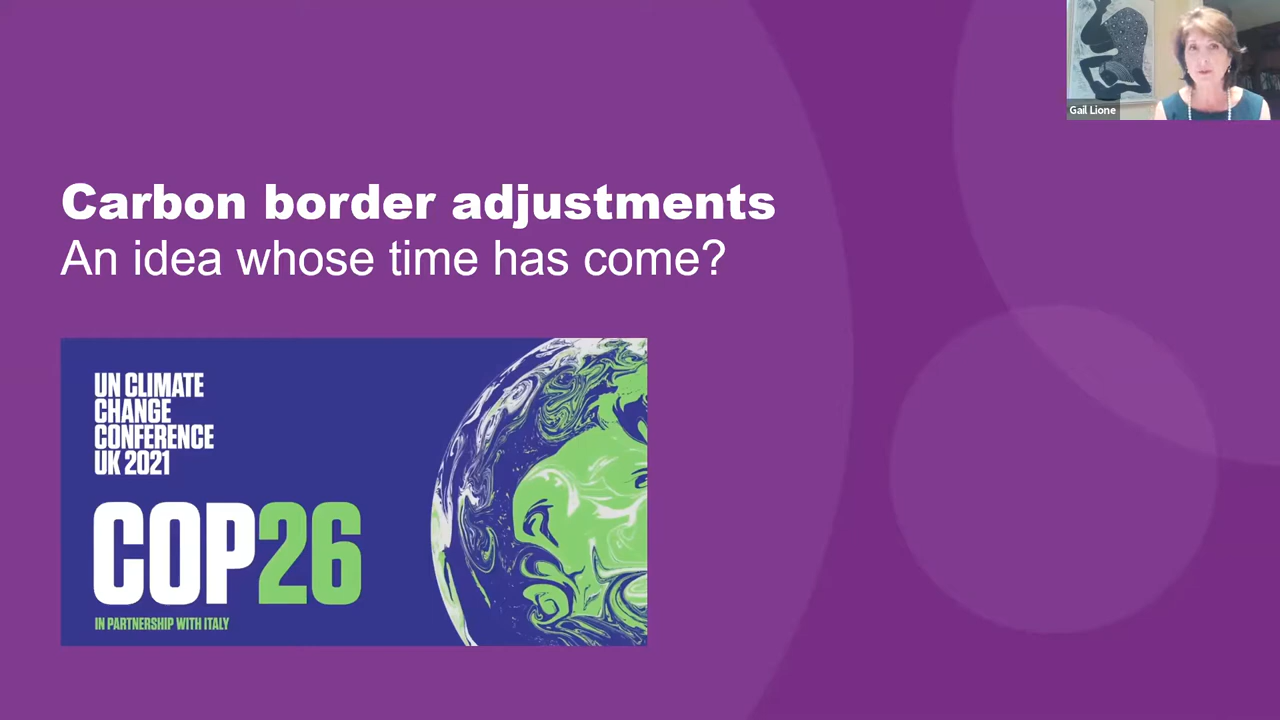 Gail Lione
Carbon border adjustments
An idea whose time has come?
UN CLIMATE
CHANGE
CONFERENCE
UK 2021
COP26
IN PARTNERSHIP WITH ITALY